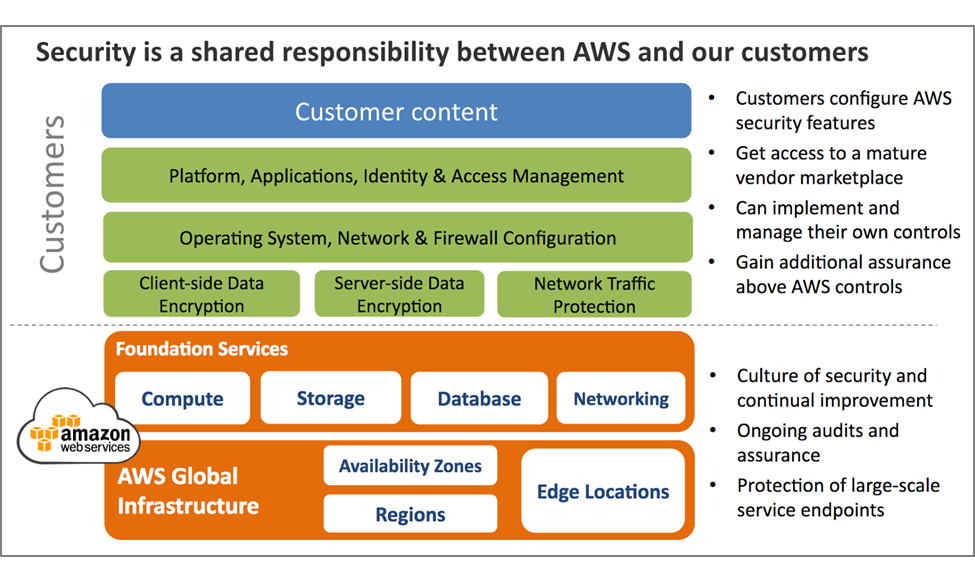 Security is a shared responsibility between AWS and our customers
Customers
Customer content
Platform, Applications, Identity & Access Management
Operating System, Network & Firewall Configuration
Client-side Data
Encryption
Server-side Data
Encryption
Network Traffic
Protection
• Customers configure AWS
security features
• Get access to a mature
vendor marketplace
• Can implement and
manage their own controls
• Gain additional assurance
above AWS controls
amazon
web services
Foundation Services
Compute
Storage
Database
Networking
AWS Global
Infrastructure
Availability Zones
Regions
Edge Locations
• Culture of security and
continual improvement
• Ongoing audits and
assurance
• Protection of large-scale
service endpoints